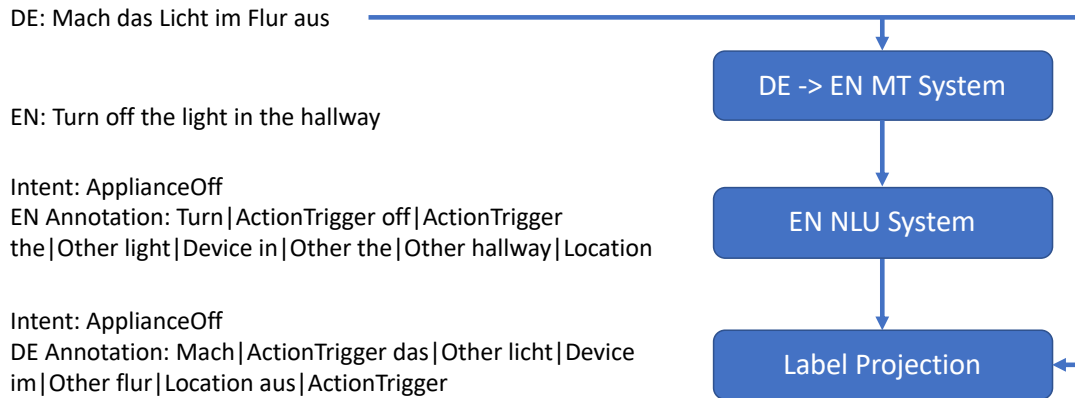 DE: Mach das Licht im Flur aus
DE -> EN MT System
EN: Turn off the light in the hallway
Intent: ApplianceOff
EN Annotation: Turn|ActionTrigger off|ActionTrigger
the|Other light|Device in|Other the|Other hallway|Location
EN NLU System
Intent: ApplianceOff
DE Annotation: Mach|ActionTrigger das|Other licht|Device
im|Other flur|Location aus|ActionTrigger
Label Projection